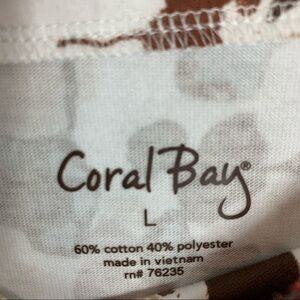 Coral Bay®
L
60% cotton 40% polyester
made in vietnam
rn# 76235